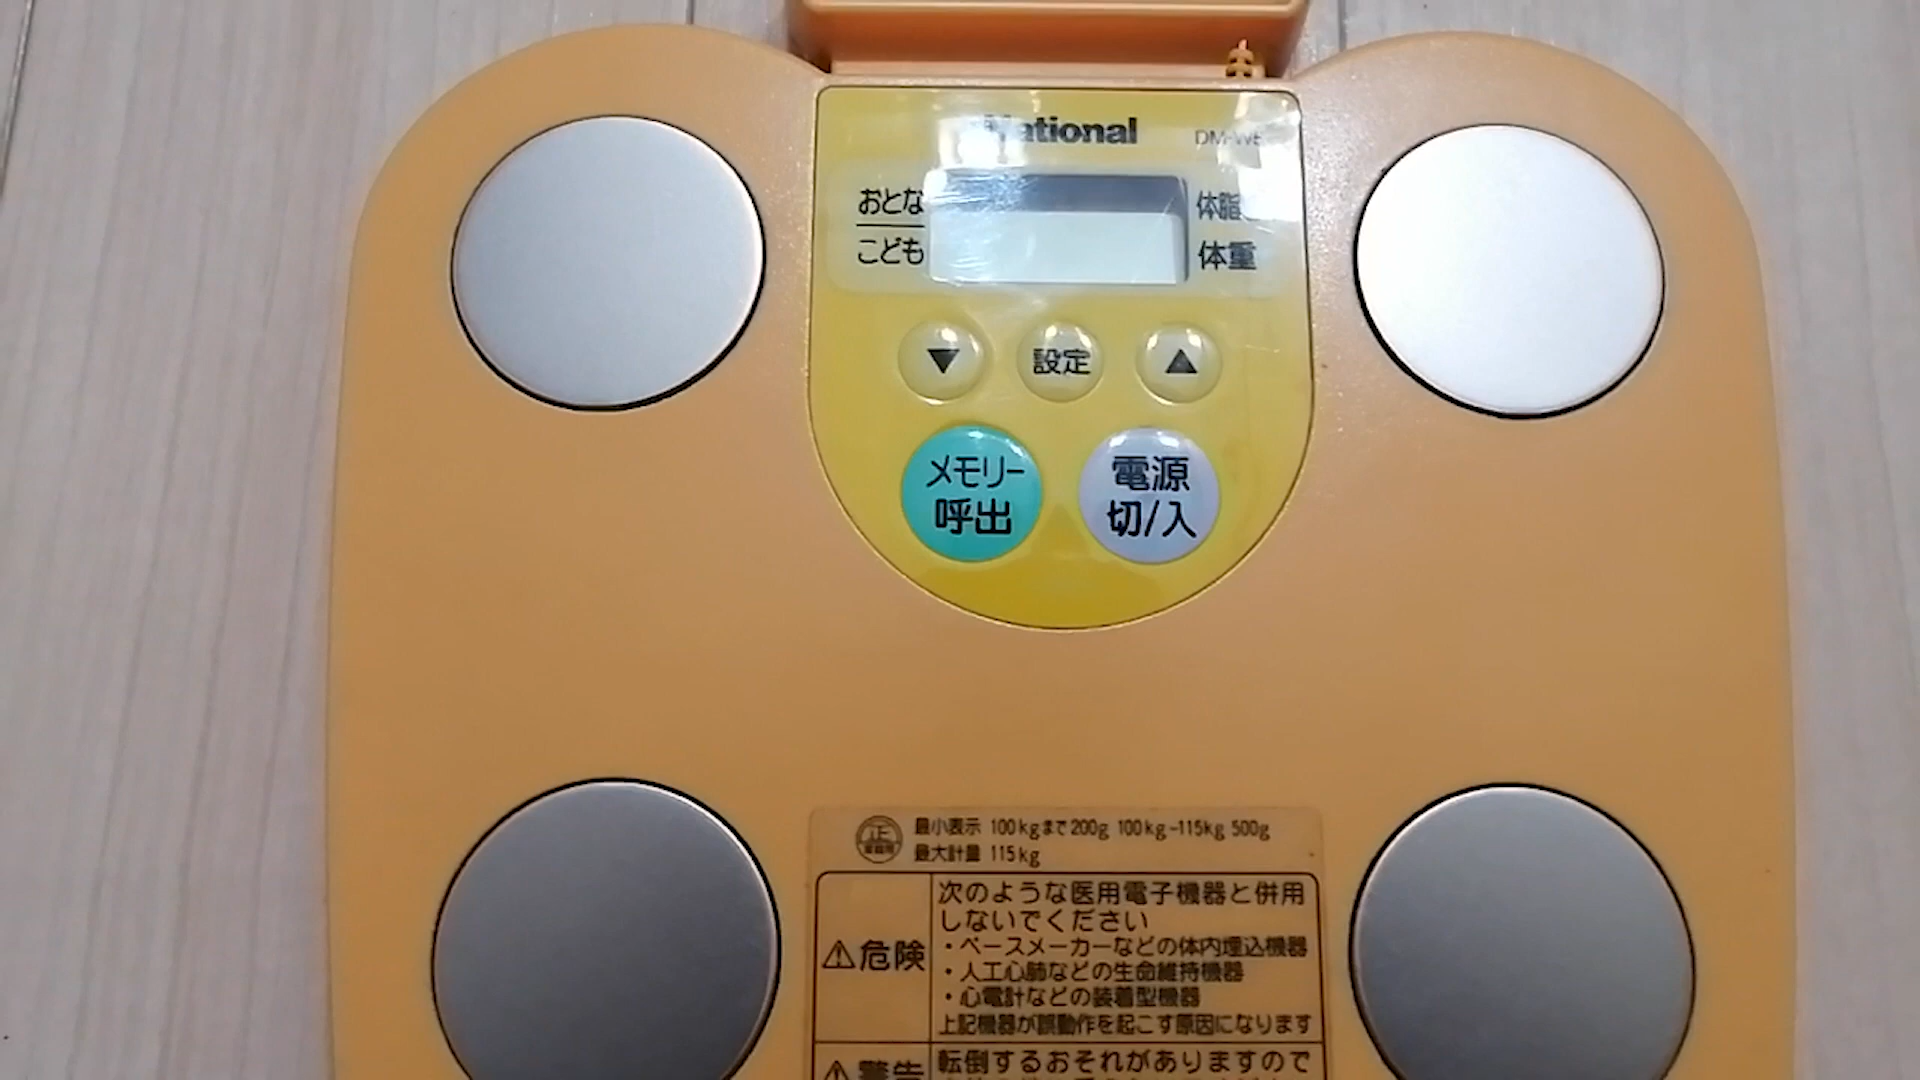 National
おとな
こども
体重
▼ 設定 ▲
メモリー
呼出
電源
切/入
正
最小表示 100kgまで200g 100kg-115kg 500g
最大計量 115kg
⚠危険
次のような医用電子機器と併用
しないでください
・ペースメーカーなどの体内埋込機器
・人工心肺などの生命維持機器
・心電計などの装着型機器
上記機器が誤動作を起こす原因になります
⚠警告
転倒するおそれがありますので